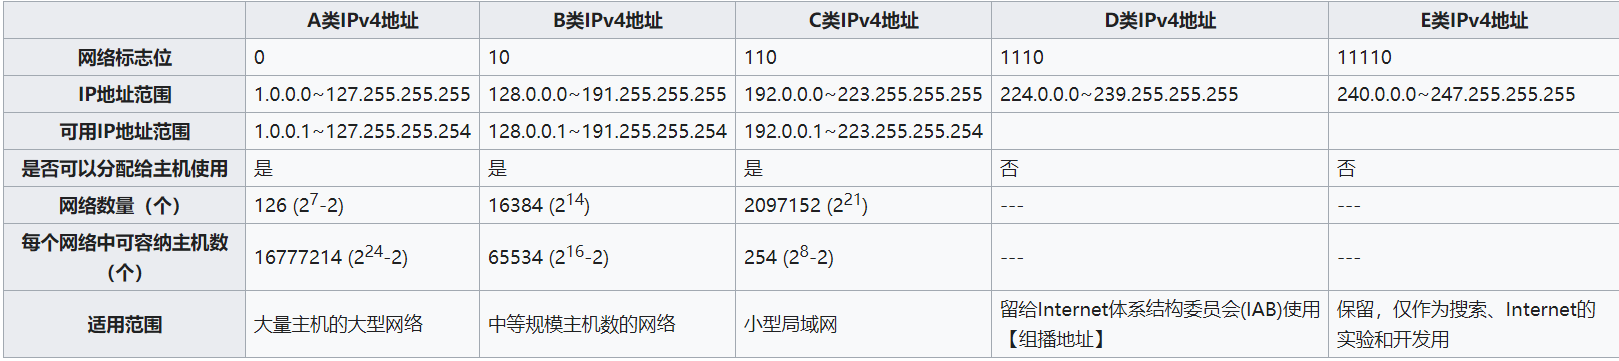 A类IPv4地址 B类IPv4地址 C类IPv4地址 D类IPv4地址 E类IPv4地址
网络标志位 0 10 110 1110 11110
IP地址范围 1.0.0.0~127.255.255.255 128.0.0.0~191.255.255.255 192.0.0.0~223.255.255.255 224.0.0.0~239.255.255.255 240.0.0.0~247.255.255.255
可用IP地址范围 1.0.0.1~127.255.255.254 128.0.0.1~191.255.255.254 192.0.0.1~223.255.255.254
是否可以分配给主机使用 是 是 是 否 否
网络数量（个） 126 (2^7-2) 16384 (2^14) 2097152 (2^21) --- ---
每个网络中可容纳主机数
（个） 16777214 (2^24-2) 65534 (2^16-2) 254 (2^8-2) --- ---
适用范围 大量主机的大型网络 中等规模主机数的网络 小型局域网 留给Internet体系结构委员会(IAB)使用 保留，仅作为搜索、Internet的
【组播地址】 实验和开发用